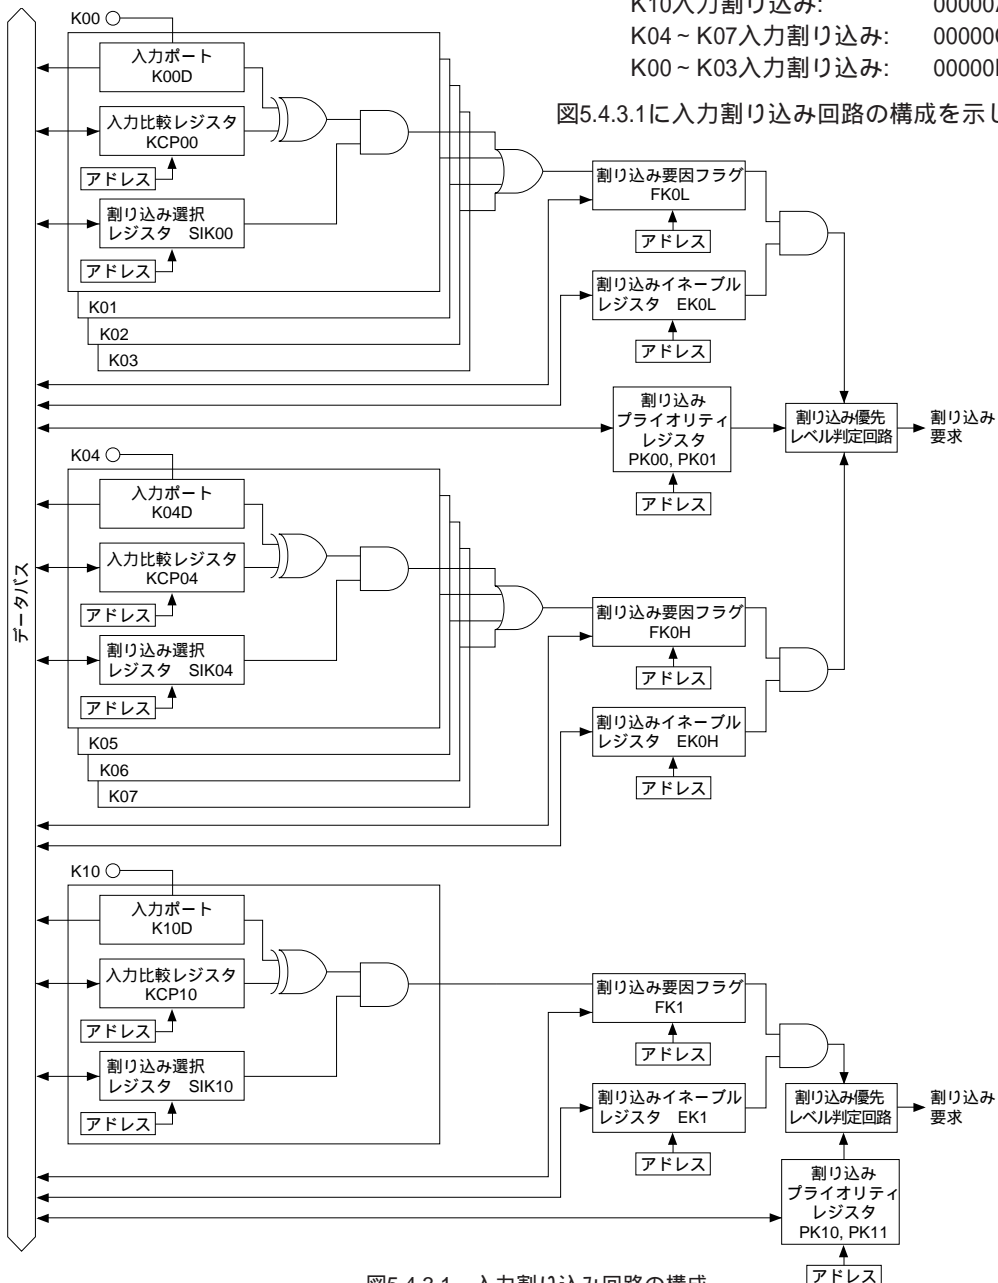 K10入力割り込み: 00000A
K04~K07入力割り込み: 00000
K00~K03入力割り込み: 00000
図5.4.3.1に入力割り込み回路の構成を示し
データバス
K00
入力ポート
K00D
入力比較レジスタ
KCP00
アドレス
割り込み選択
レジスタ SIK00
アドレス
K01
K02
K03
割り込み要因フラグ
FK0L
アドレス
割り込みイネーブル
レジスタ EK0L
アドレス
割り込み
プライオリティ
レジスタ
PK00, PK01
アドレス
割り込み優先
レベル判定回路
割り込み
要求
K04
入力ポート
K04D
入力比較レジスタ
KCP04
アドレス
割り込み選択
レジスタ SIK04
アドレス
K05
K06
K07
割り込み要因フラグ
FK0H
アドレス
割り込みイネーブル
レジスタ EK0H
アドレス
K10
入力ポート
K10D
入力比較レジスタ
KCP10
アドレス
割り込み選択
レジスタ SIK10
アドレス
割り込み要因フラグ
FK1
アドレス
割り込みイネーブル
レジスタ EK1
アドレス
割り込み優先
レベル判定回路
割り込み
要求
割り込み
プライオリティ
レジスタ
PK10, PK11
アドレス
図5.4.3.1 入力割り込み回路の構成